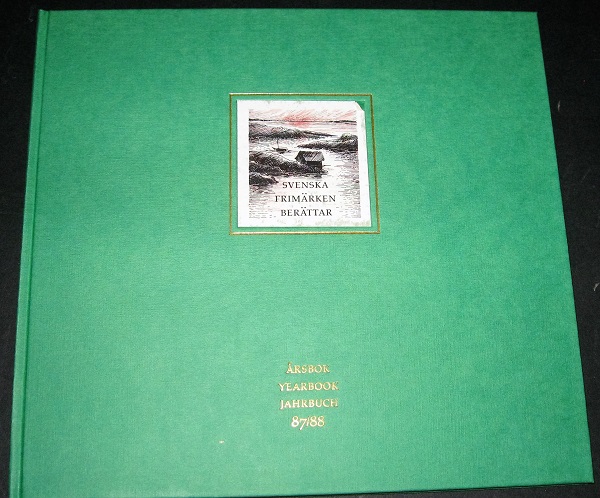 SVENSKA
FRIMÄRKEN
BERÄTTAR
ÅRSBOK
YEARBOOK
JAHRBUCH
87/88